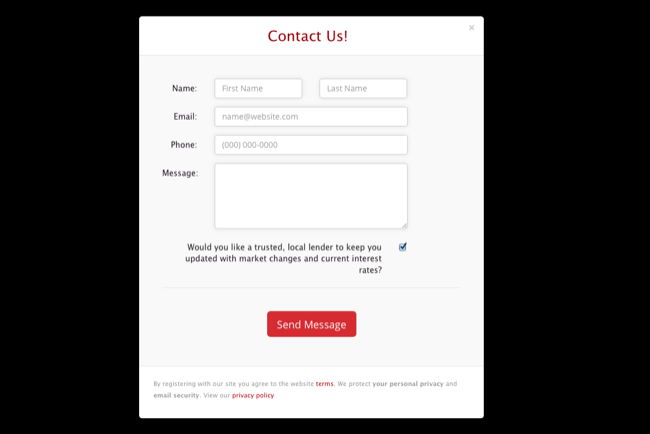 Contact Us!
×
Name: First Name Last Name
Email: name@website.com
Phone: (000) 000-0000
Message:
Would you like a trusted, local lender to keep you
updated with market changes and current interest
rates?
Send Message
By registering with our site you agree to the website terms. We protect your personal privacy and
email security. View our privacy policy